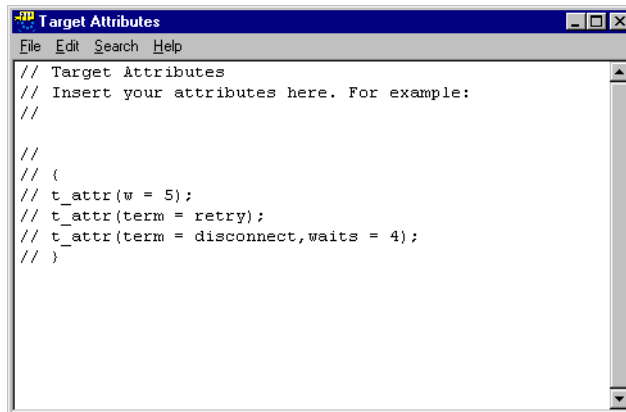 Target Attributes
File Edit Search Help
// Target Attributes
// Insert your attributes here. For example:
//
//
// {
// t_attr(w = 5);
// t_attr(term = retry);
// t_attr(term = disconnect,waits = 4);
// }